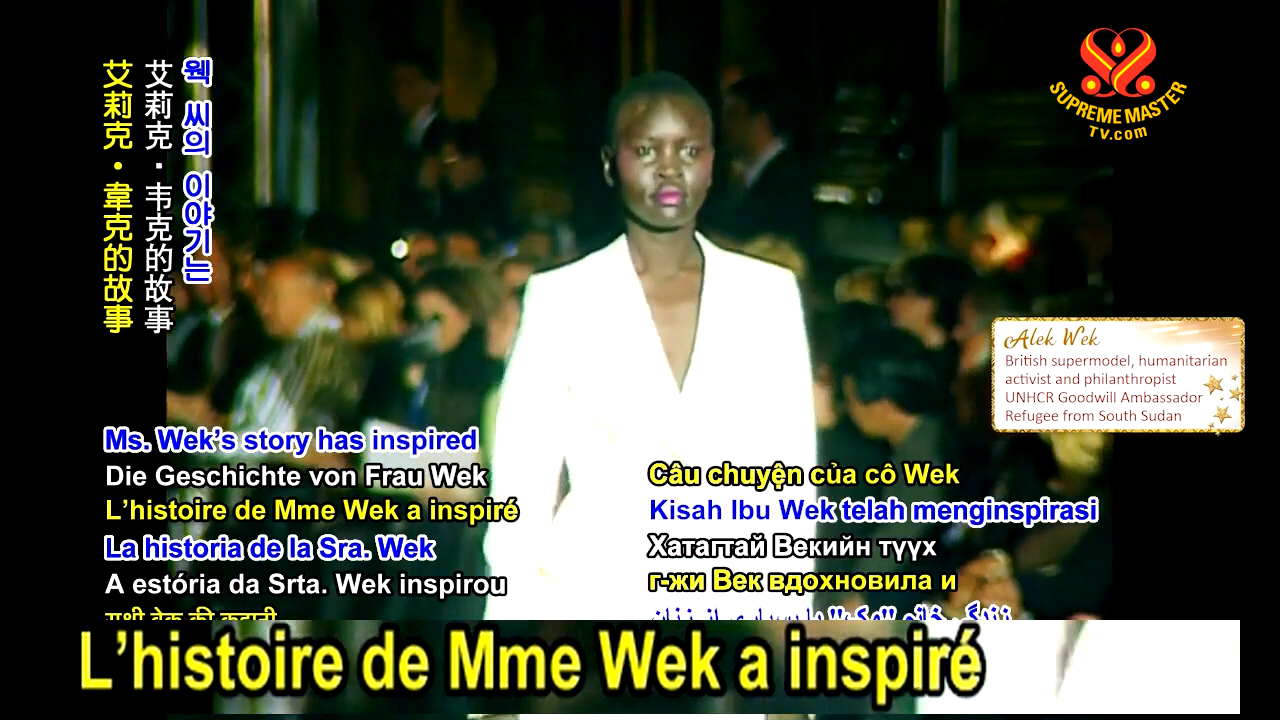 艾莉克•韋克的故事
艾莉克·韦克的故事
웩 씨의 이야기는
SUPREME MASTER
TV.com
Alek Wek
British supermodel, humanitarian
activist and philanthropist
UNHCR Goodwill Ambassador
Refugee from South Sudan
Ms. Wek’s story has inspired
Die Geschichte von Frau Wek
L’histoire de Mme Wek a inspiré
La historia de la Sra. Wek
A estória da Srta. Wek inspirou
Câu chuyện của cô Wek
Kisah Ibu Wek telah menginspirasi
Хатагтай Векийн түүх
г-жи Век вдохновила и
L’histoire de Mme Wek a inspiré